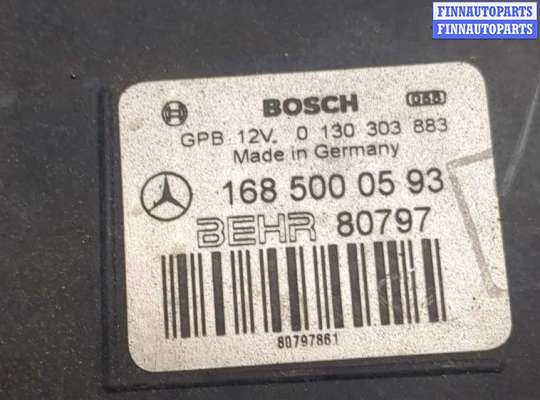 FINNAUTOPARTS
FINNAUTOPARTS
BOSCH
GPB 12V. 0 130 303 883
Made in Germany
168 500 05 93
BEHR 80797
80797861